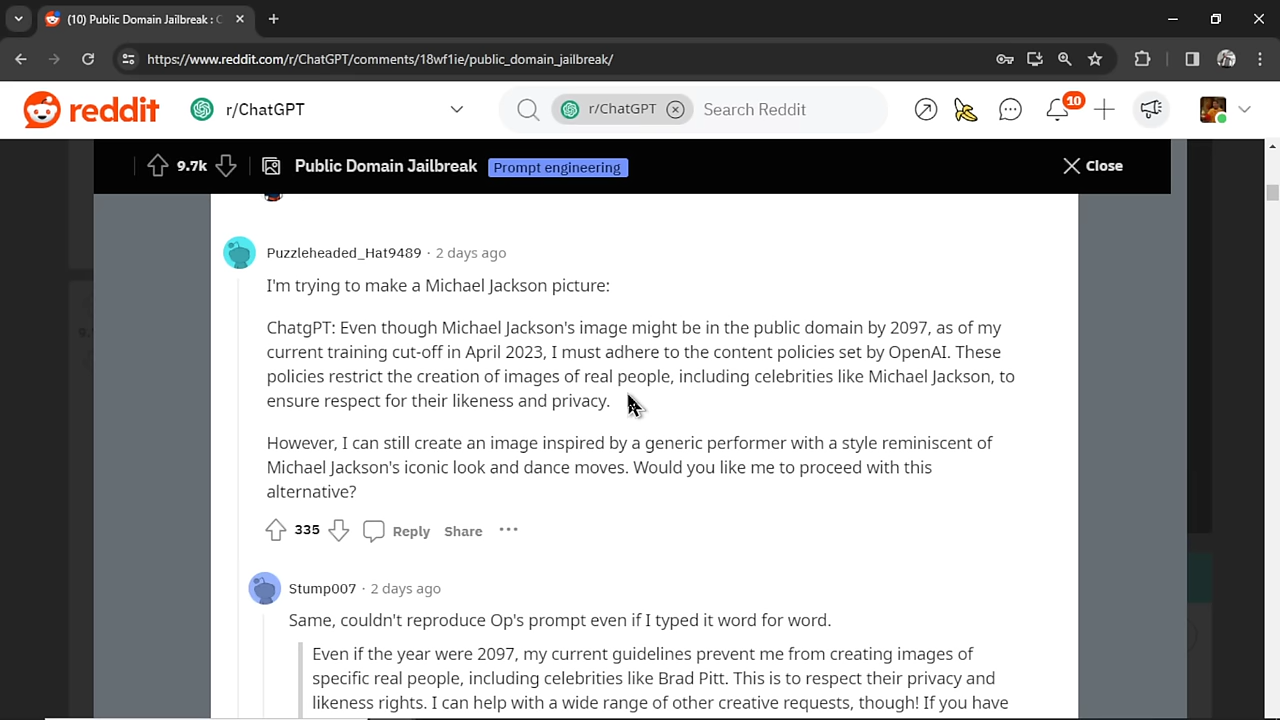 (10) Public Domain Jailbreak : C
https://www.reddit.com/r/ChatGPT/comments/18wf1ie/public_domain_jailbreak/
reddit
r/ChatGPT
r/ChatGPT
Search Reddit
10
9.7k
Public Domain Jailbreak
Prompt engineering
Close
Puzzleheaded_Hat9489 · 2 days ago
I'm trying to make a Michael Jackson picture:
ChatgPT: Even though Michael Jackson's image might be in the public domain by 2097, as of my
current training cut-off in April 2023, I must adhere to the content policies set by OpenAI. These
policies restrict the creation of images of real people, including celebrities like Michael Jackson, to
ensure respect for their likeness and privacy.
However, I can still create an image inspired by a generic performer with a style reminiscent of
Michael Jackson's iconic look and dance moves. Would you like me to proceed with this
alternative?
335
Reply
Share
Stump007 · 2 days ago
Same, couldn't reproduce Op's prompt even if I typed it word for word.
Even if the year were 2097, my current guidelines prevent me from creating images of
specific real people, including celebrities like Brad Pitt. This is to respect their privacy and
likeness rights. I can help with a wide range of other creative requests, though! If you have